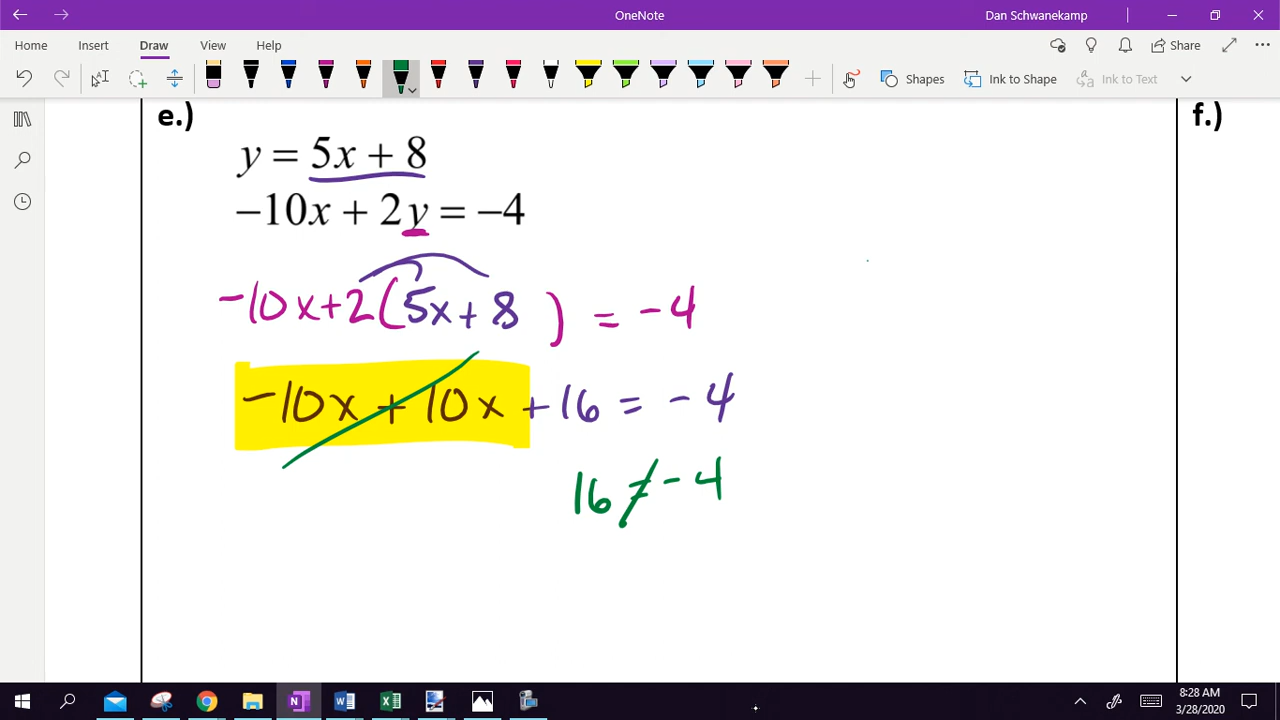 OneNote
Dan Schwanekamp
Home Insert Draw View Help
Share
Shapes Ink to Shape Ink to Text
e.)
f.)
y = 5x + 8
−10x + 2y = −4
-10x+2(5x+8) = -4
-10x+10x+16 = -4
16 ≠ -4
8:28 AM
3/28/2020